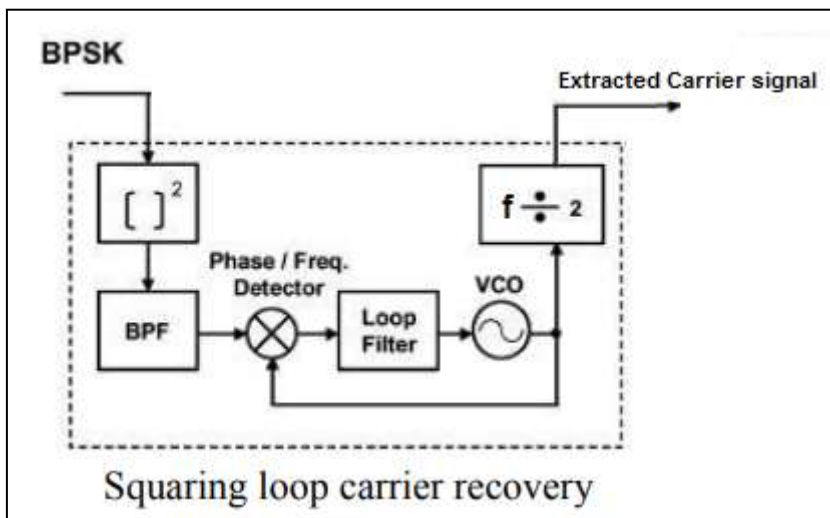 BPSK
Extracted Carrier signal
[ ]²
f ÷ 2
Phase / Freq.
Detector
VCO
BPF
Loop
Filter
Squaring loop carrier recovery